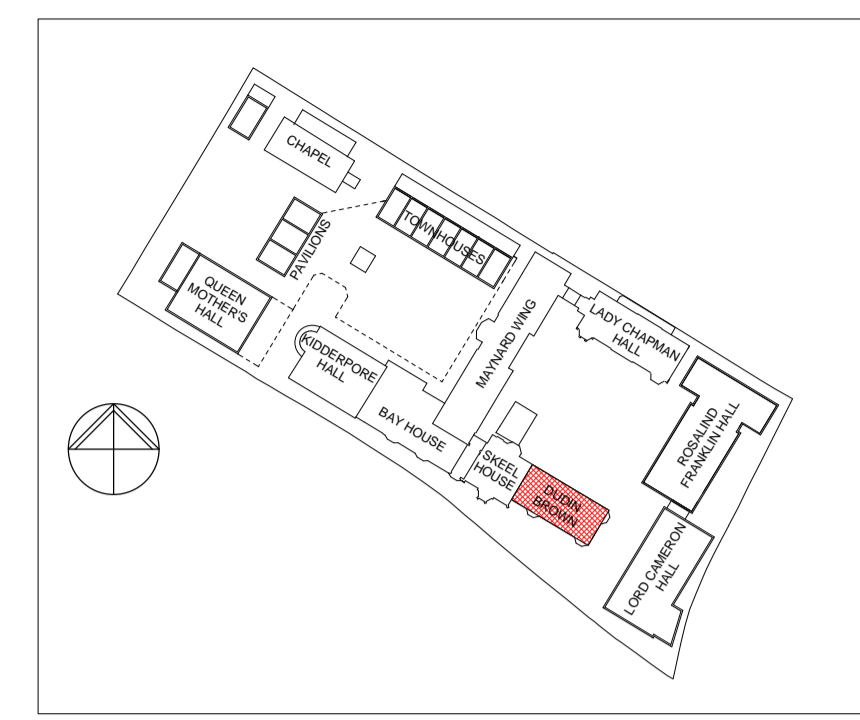 CHAPEL
TOWNHOUSES
PAVILIONS
QUEEN
MOTHER'S
HALL
KIDDERPORE
HALL
BAY HOUSE
MAYNARD WING
LADY CHAPMAN
HALL
SKEEL
HOUSE
DUDIN
BROWN
ROSALIND
FRANKLIN HALL
LORD CAMERON
HALL